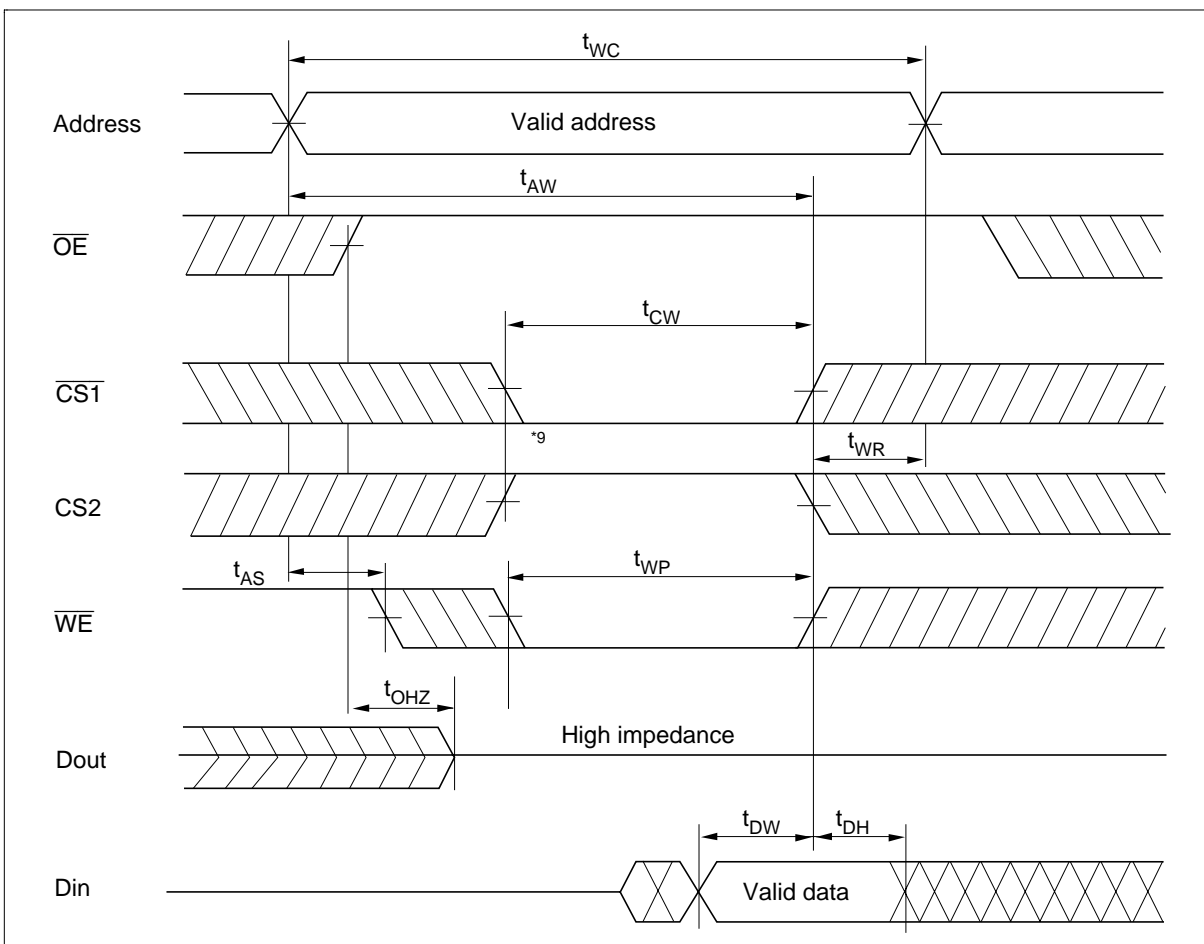 tWC
Address
Valid address
tAW
OE
tCW
CS1
*9
tWR
CS2
tAS
tWP
WE
tOHZ
High impedance
Dout
tDW
tDH
Din
Valid data